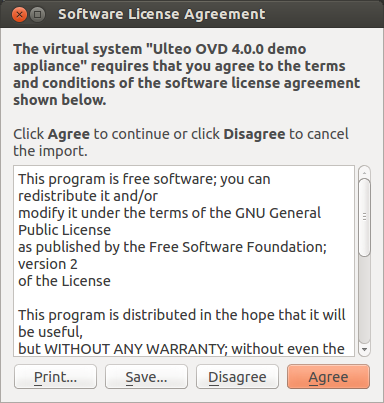 Software License Agreement
The virtual system "Ulteo OVD 4.0.0 demo
appliance" requires that you agree to the terms
and conditions of the software license agreement
shown below.
Click Agree to continue or click Disagree to cancel
the import.
This program is free software; you can
redistribute it and/or
modify it under the terms of the GNU General
Public License
as published by the Free Software Foundation;
version 2
of the License
This program is distributed in the hope that it will
be useful,
but WITHOUT ANY WARRANTY; without even the
Print... Save... Disagree Agree